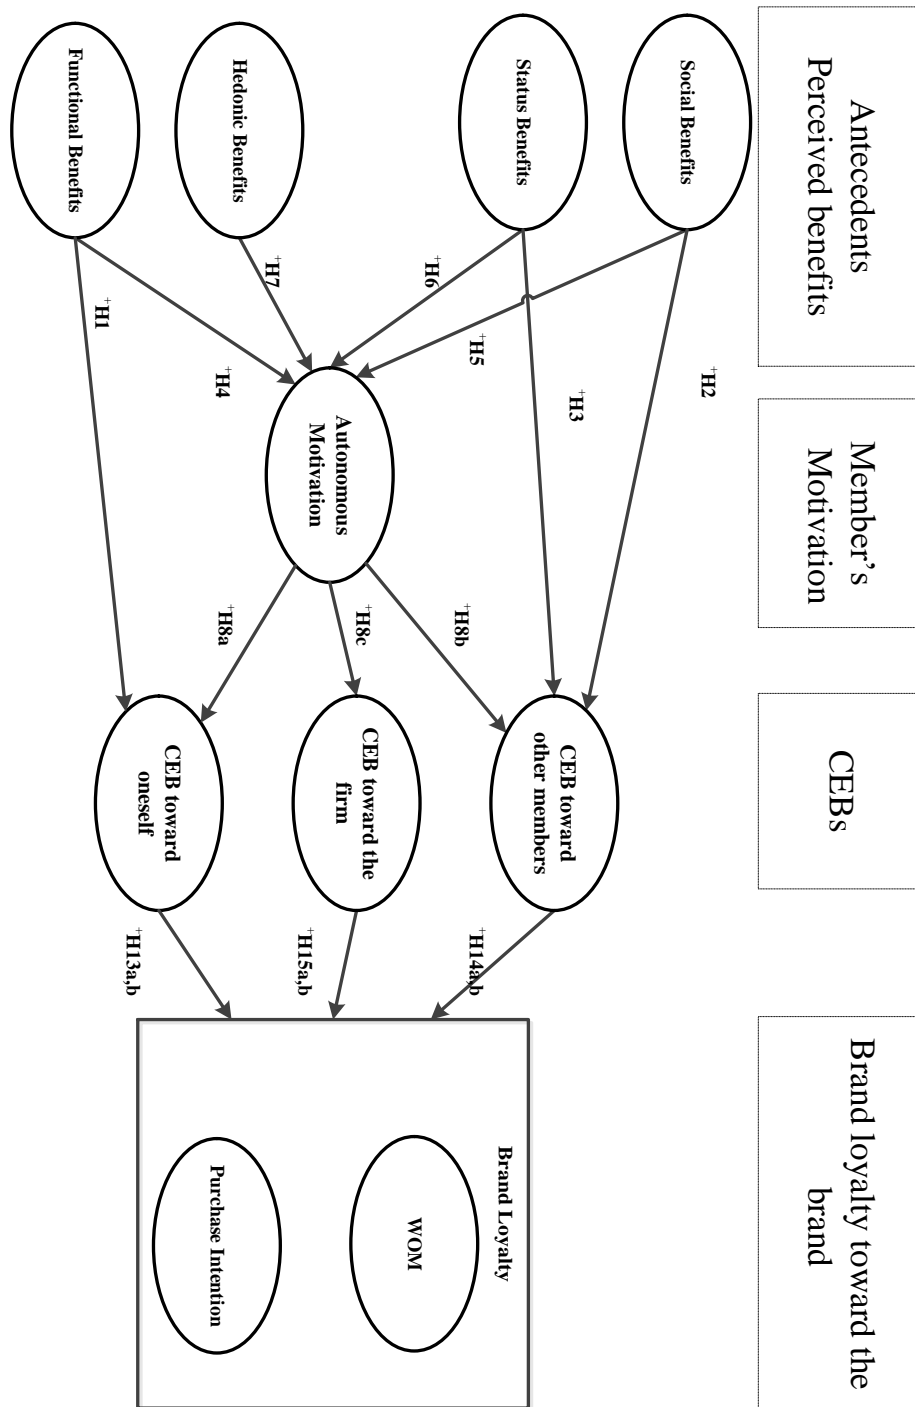 Antecedents
Perceived benefits
Member's
Motivation
CEBs
Brand loyalty toward the
brand
Social Benefits
Status Benefits
Hedonic Benefits
Functional Benefits
+H2
+H3
+H5
+H6
+H7
+H4
+H1
Autonomous
Motivation
+H8b
+H8c
+H8a
CEB toward
other members
CEB toward the
firm
CEB toward
oneself
+H14a,b
+H15a,b
+H13a,b
Brand Loyalty
WOM
Purchase Intention